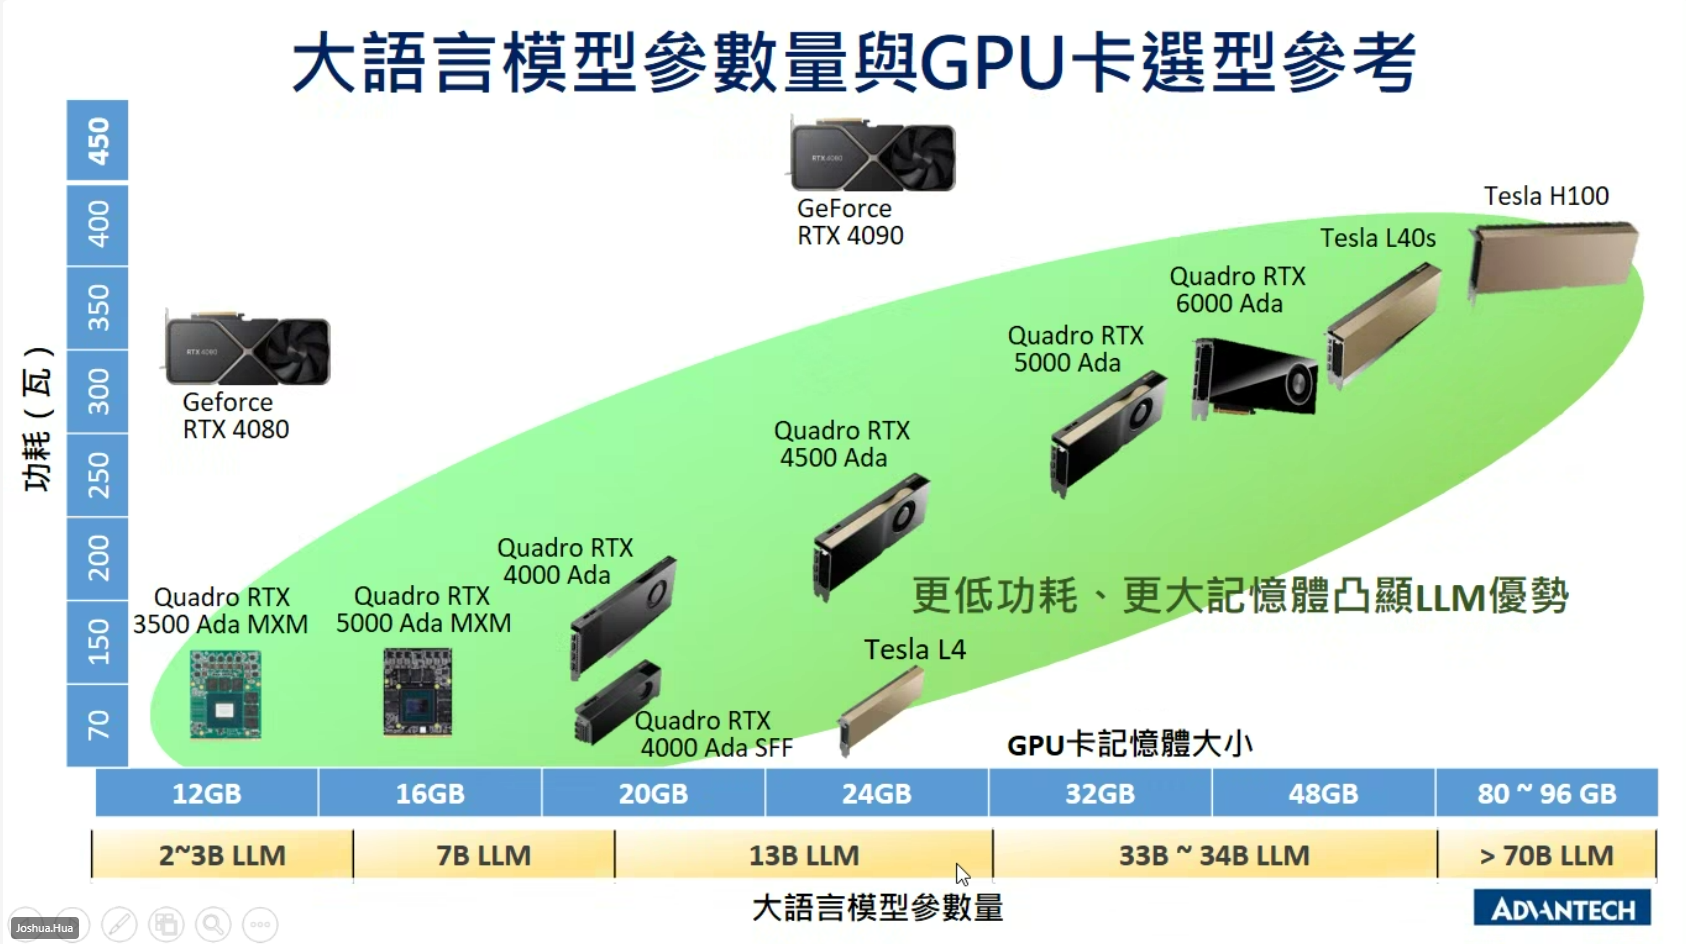 大語言模型參數量與GPU卡選型參考
功耗（瓦）
450
400
350
300
250
200
150
70
RTX 4080
GeForce
RTX 4090
RTX 4080
Geforce
RTX 4080
Tesla H100
Tesla L40s
Quadro RTX
6000 Ada
Quadro RTX
5000 Ada
Quadro RTX
4500 Ada
Quadro RTX
4000 Ada
Quadro RTX
3500 Ada MXM
Quadro RTX
5000 Ada MXM
更低功耗、更大記憶體凸顯LLM優勢
Tesla L4
Quadro RTX
4000 Ada SFF
GPU卡記憶體大小
12GB
16GB
20GB
24GB
32GB
48GB
80 ~ 96 GB
2~3B LLM
7B LLM
13B LLM
33B ~ 34B LLM
> 70B LLM
大語言模型參數量
ADVANTECH
Joshua.Hua